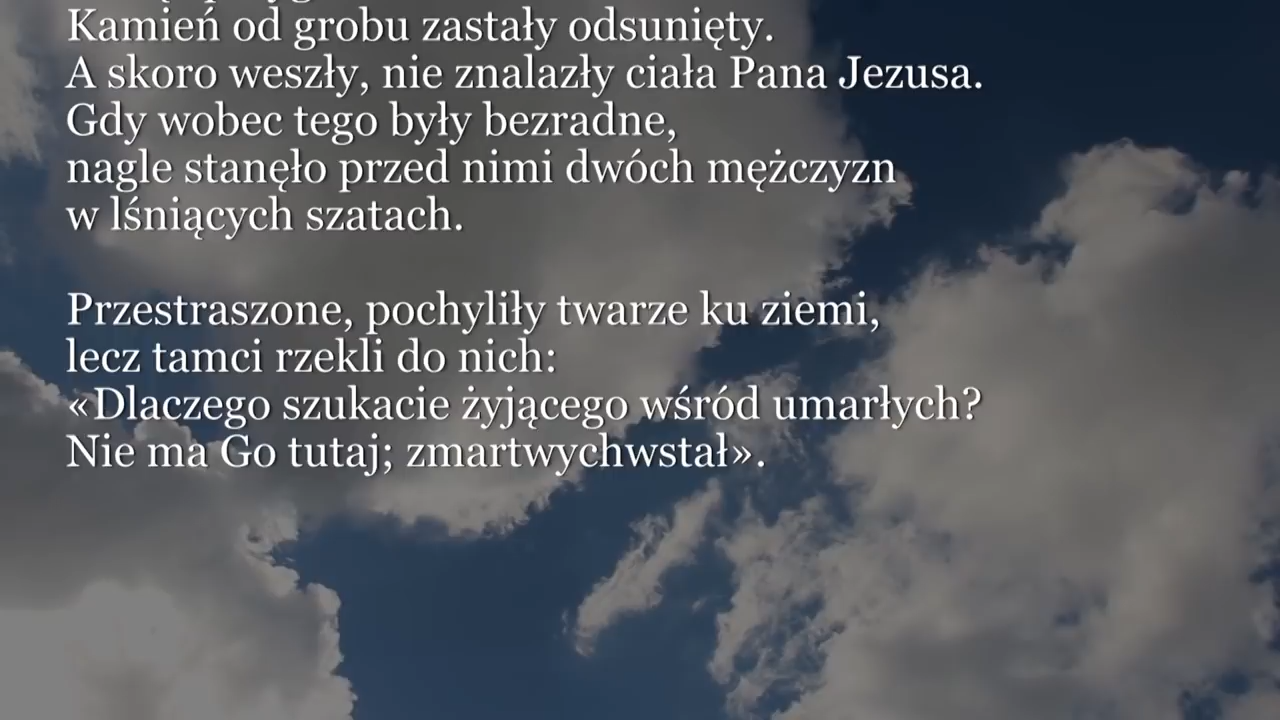 Kamień od grobu zastały odsunięty.
A skoro weszły, nie znalazły ciała Pana Jezusa.
Gdy wobec tego były bezradne,
nagle stanęło przed nimi dwóch mężczyzn
w lśniących szatach.
Przestraszone, pochyliły twarze ku ziemi,
lecz tamci rzekli do nich:
«Dlaczego szukacie żyjącego wśród umarłych?
Nie ma Go tutaj; zmartwychwstał».